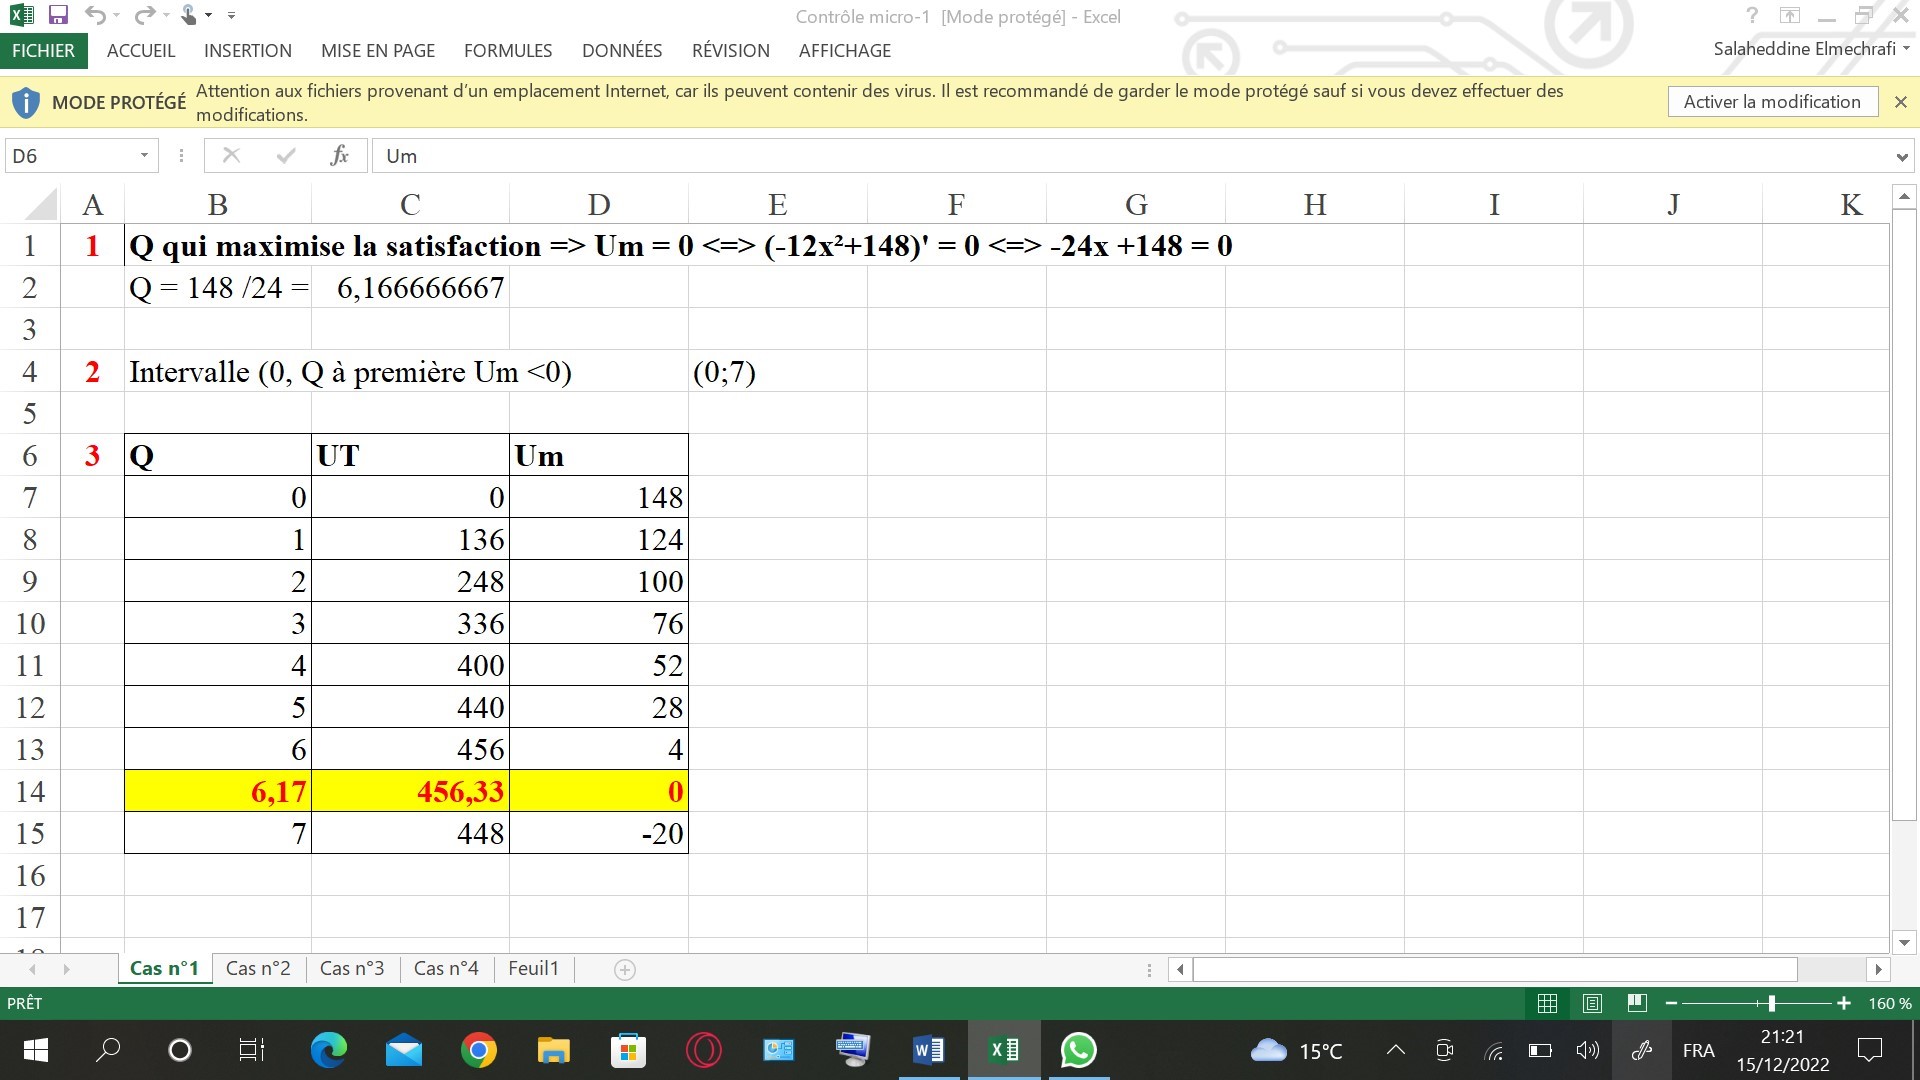 Contrôle micro-1 [Mode protégé] - Excel
FICHIER ACCUEIL INSERTION MISE EN PAGE FORMULES DONNÉES RÉVISION AFFICHAGE
Salaheddine Elmechrafi
MODE PROTÉGÉ
Attention aux fichiers provenant d'un emplacement Internet, car ils peuvent contenir des virus. Il est recommandé de garder le mode protégé sauf si vous devez effectuer des
modifications.
Activer la modification
D6 fx Um
A B C D E F G H I J K
1 1 Q qui maximise la satisfaction => Um = 0 <=> (-12x²+148)' = 0 <=> -24x +148 = 0
2 Q = 148 /24 = 6,166666667
3
4 2 Intervalle (0, Q à première Um <0) (0;7)
5
6 3 Q UT Um
7 0 0 148
8 1 136 124
9 2 248 100
10 3 336 76
11 4 400 52
12 5 440 28
13 6 456 4
14 6,17 456,33 0
15 7 448 -20
16
17
Cas n°1 Cas n°2 Cas n°3 Cas n°4 Feuil1
PRÊT
160 %
15°C
FRA
21:21
15/12/2022